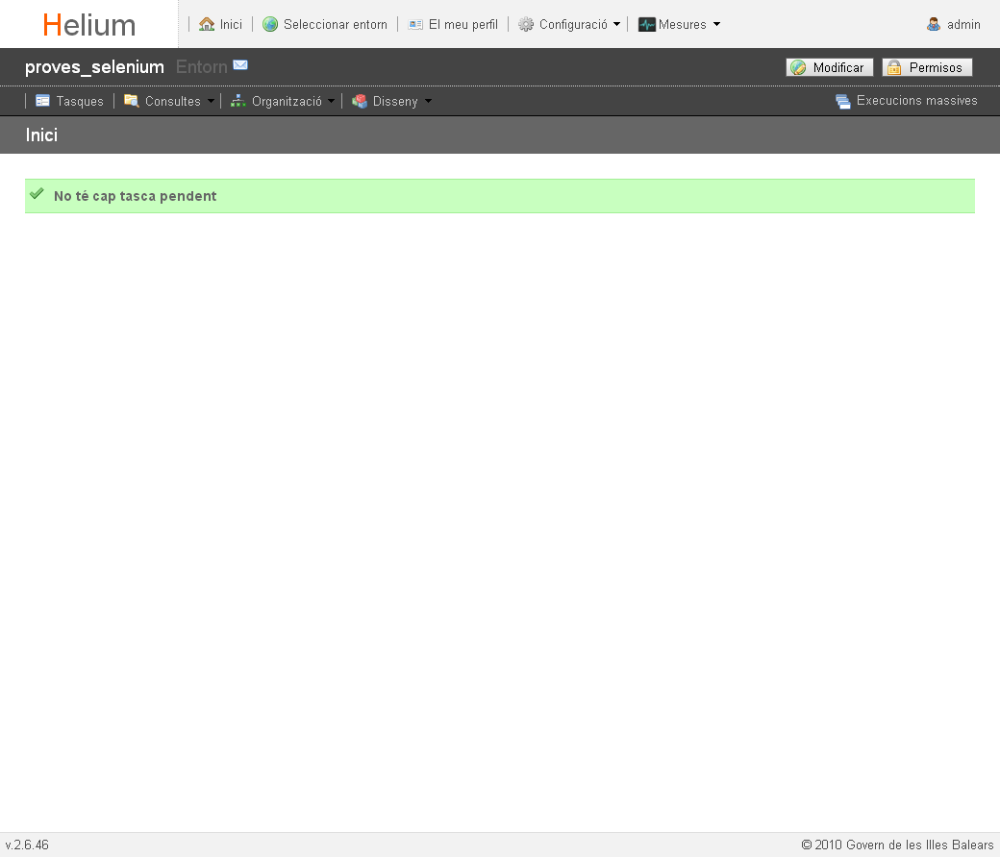 Helium
Inici
Seleccionar entorn
El meu perfil
Configuració
Mesures
admin
proves_selenium Entorn
Modificar
Permisos
Tasques
Consultes
Organització
Disseny
Execucions massives
Inici
No té cap tasca pendent
v.2.6.46
© 2010 Govern de les Illes Balears